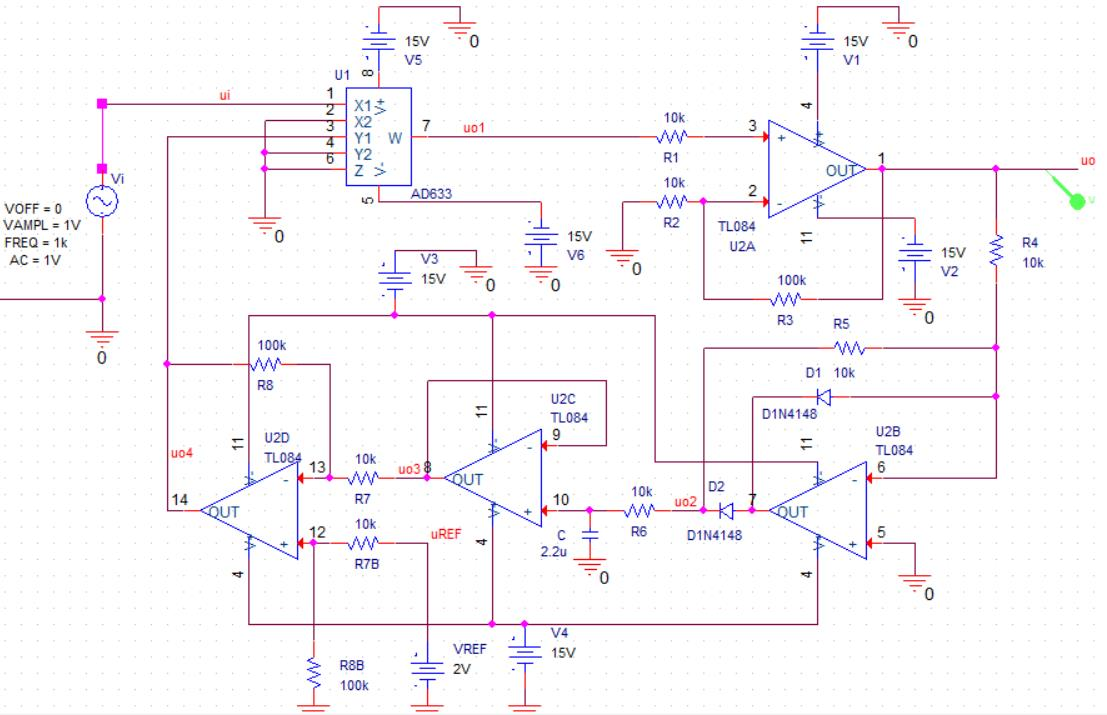 15V
V5
0
15V
V1
0
U1
8
ui
1
2
3
4
6
X1
X2
Y1
Y2
Z
V+
V-
W
7
uo1
5
AD633
10k
R1
10k
R2
0
3
2
4
+
-
V+
V-
OUT
1
uo
v
TL084
U2A
11
15V
V2
0
R4
10k
100k
R3
Vi
VOFF = 0
VAMPL = 1V
FREQ = 1k
AC = 1V
0
0
15V
V6
0
V3
15V
0
R5
10k
D1
D1N4148
100k
R8
U2D
TL084
11
uo4
14
OUT
V-
V+
-
+
13
12
4
10k
R7
uo3
8
10k
R7B
uREF
U2C
TL084
11
9
10
OUT
V-
V+
-
+
4
C
2.2u
0
10k
R6
uo2
D2
D1N4148
7
U2B
TL084
11
6
5
OUT
V-
V+
-
+
4
0
R8B
100k
VREF
2V
V4
15V